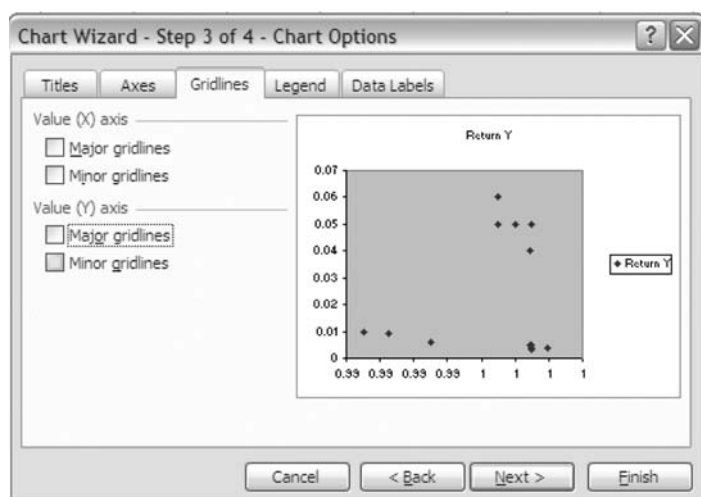 Chart Wizard - Step 3 of 4 - Chart Options
Titles Axes Gridlines Legend Data Labels
Value (X) axis
Major gridlines
Minor gridlines
Value (Y) axis
Major gridlines
Minor gridlines
Return Y
0.07
0.06
0.05
0.04
0.03
0.02
0.01
0
0.99 0.99 0.99 0.99 1 1 1 1
Return Y
Cancel < Back Next > Finish